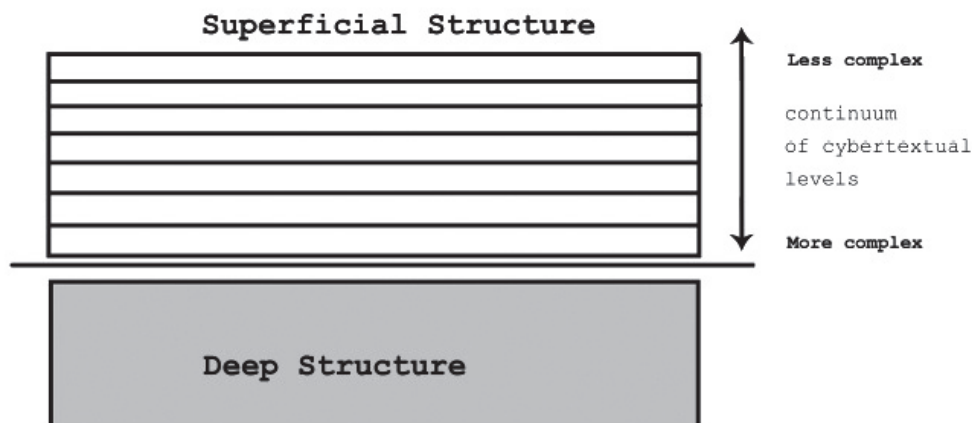 Superficial Structure
Less complex
continuum
of cybertextual
levels
More complex
Deep Structure